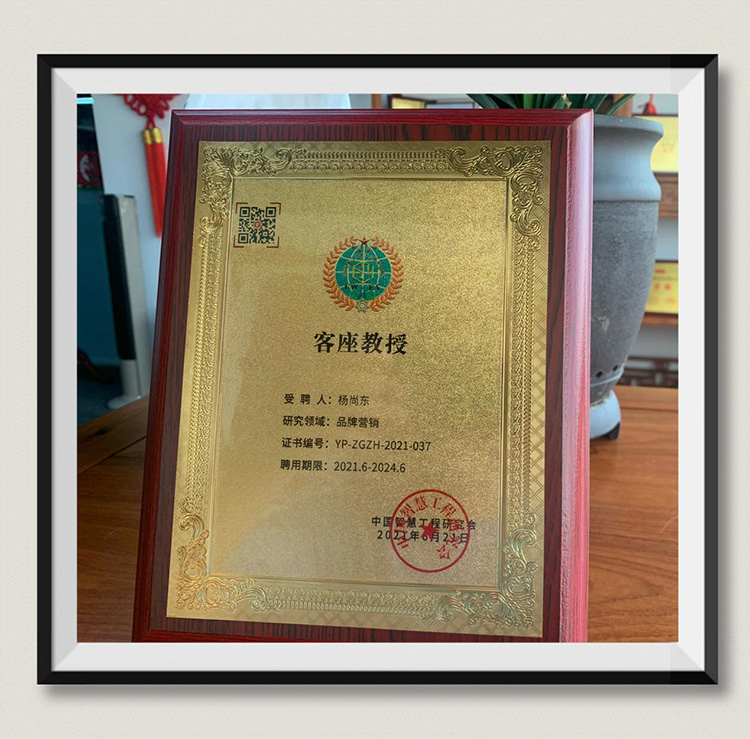 客座教授
受 聘 人：杨尚东
研究领域：品牌营销
证书编号：YP-ZGZH-2021-037
聘用期限：2021.6-2024.6
中国智慧工程研究会
2021年6月21日